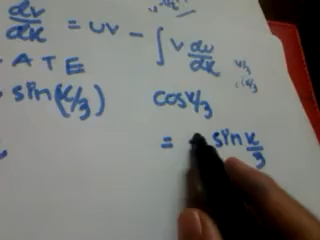 dv/dx = uv - ∫ v du/dx
ATE
sin(x/3) cos x/3
= sin x/3